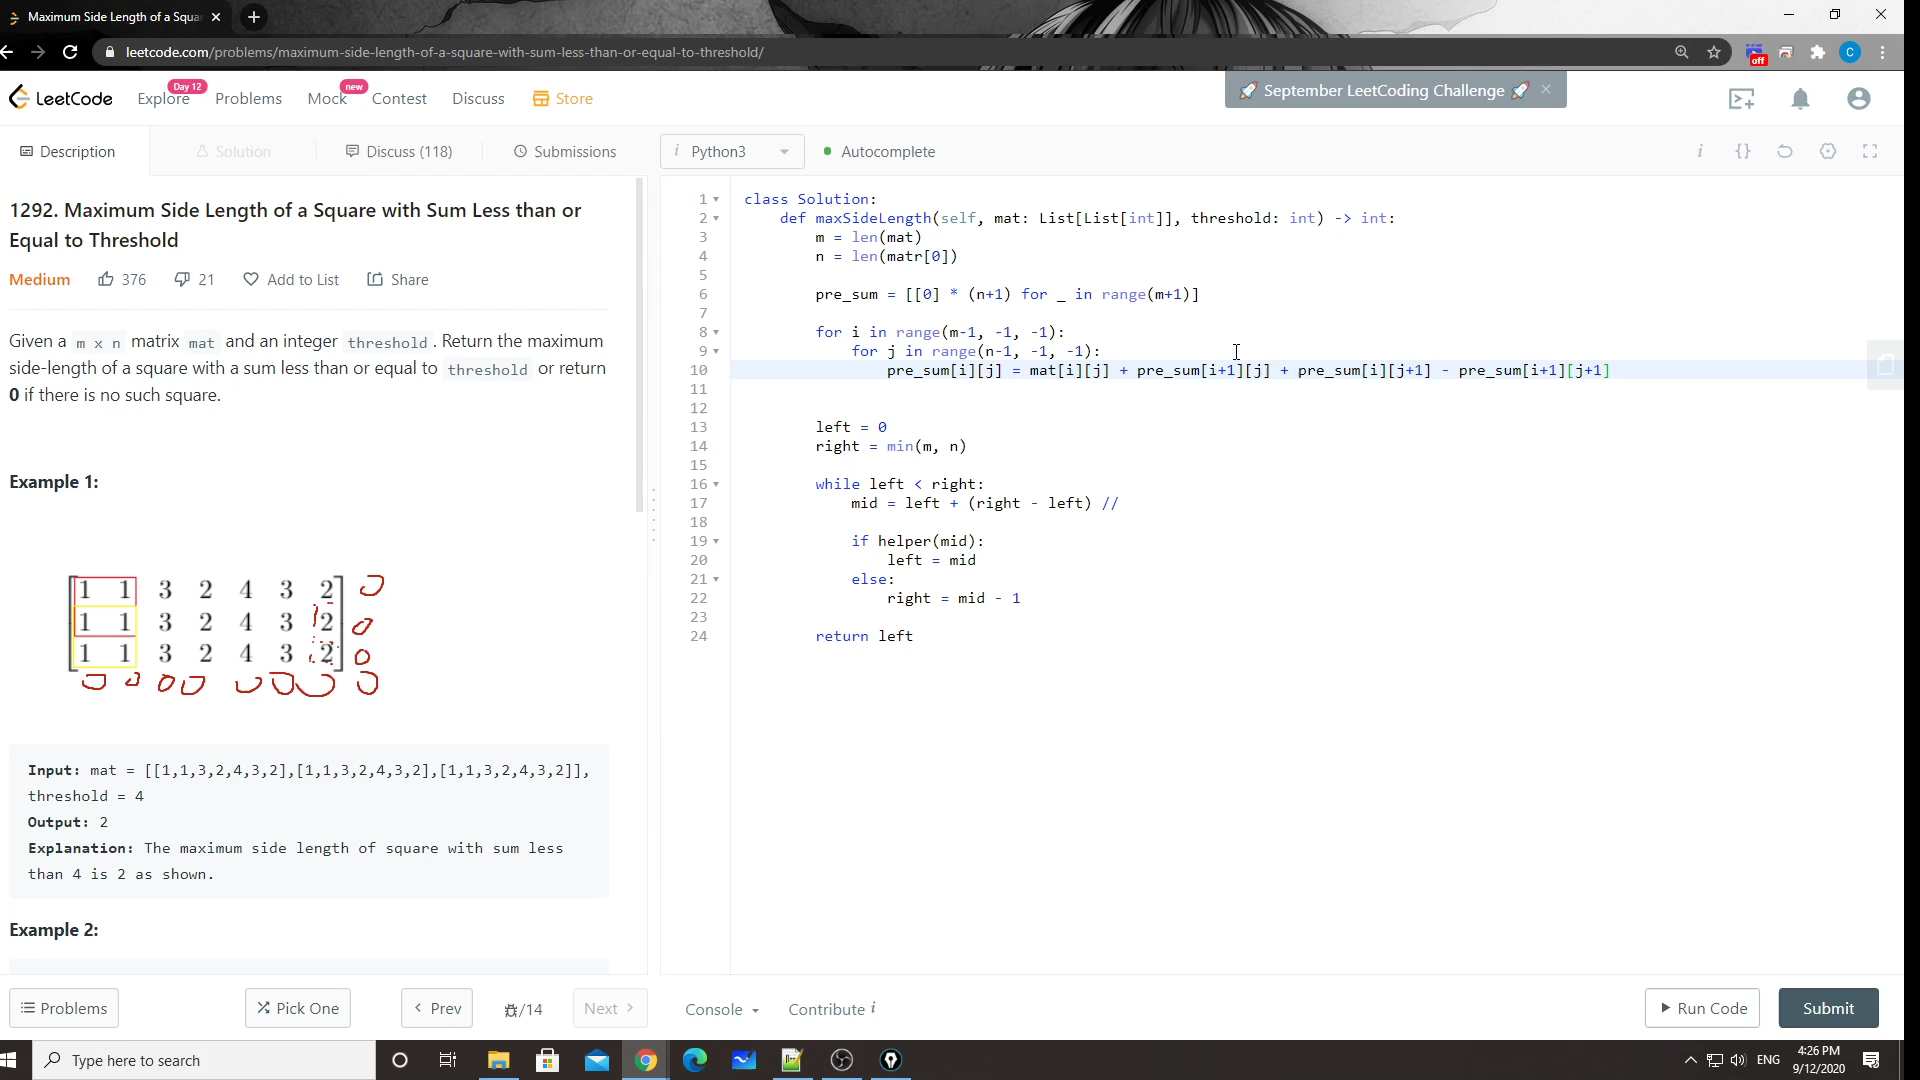 Maximum Side Length of a Squar
leetcode.com/problems/maximum-side-length-of-a-square-with-sum-less-than-or-equal-to-threshold/
off
C
LeetCode
Explore
Day 12
Problems
Mock
new
Contest
Discuss
Store
🚀 September LeetCoding Challenge 🚀
Description
Solution
Discuss (118)
Submissions
i Python3
Autocomplete
i
{}
1292. Maximum Side Length of a Square with Sum Less than or
Equal to Threshold
Medium
376
21
Add to List
Share
Given a m x n matrix mat and an integer threshold. Return the maximum
side-length of a square with a sum less than or equal to threshold or return
0 if there is no such square.
Example 1:
1 1 3 2 4 3 2 0
1 1 3 2 4 3 2 0
1 1 3 2 4 3 2 0
0 0 0 0 0 0 0 0
Input: mat = [[1,1,3,2,4,3,2],[1,1,3,2,4,3,2],[1,1,3,2,4,3,2]],
threshold = 4
Output: 2
Explanation: The maximum side length of square with sum less
than 4 is 2 as shown.
Example 2:
1 class Solution:
2 def maxSideLength(self, mat: List[List[int]], threshold: int) -> int:
3 m = len(mat)
4 n = len(matr[0])
5
6 pre_sum = [[0] * (n+1) for _ in range(m+1)]
7
8 for i in range(m-1, -1, -1):
9 for j in range(n-1, -1, -1):
10 pre_sum[i][j] = mat[i][j] + pre_sum[i+1][j] + pre_sum[i][j+1] - pre_sum[i+1][j+1]
11
12
13 left = 0
14 right = min(m, n)
15
16 while left < right:
17 mid = left + (right - left) //
18
19 if helper(mid):
20 left = mid
21 else:
22 right = mid - 1
23
24 return left
Problems
Pick One
Prev
/14
Next
Console
Contribute i
Run Code
Submit
Type here to search
ENG
4:26 PM
9/12/2020